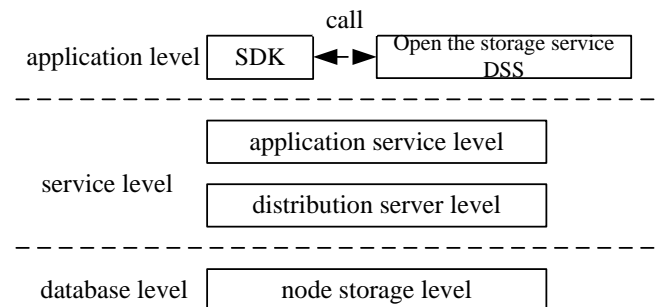 call
application level
SDK
Open the storage service
DSS
application service level
service level
distribution server level
database level
node storage level